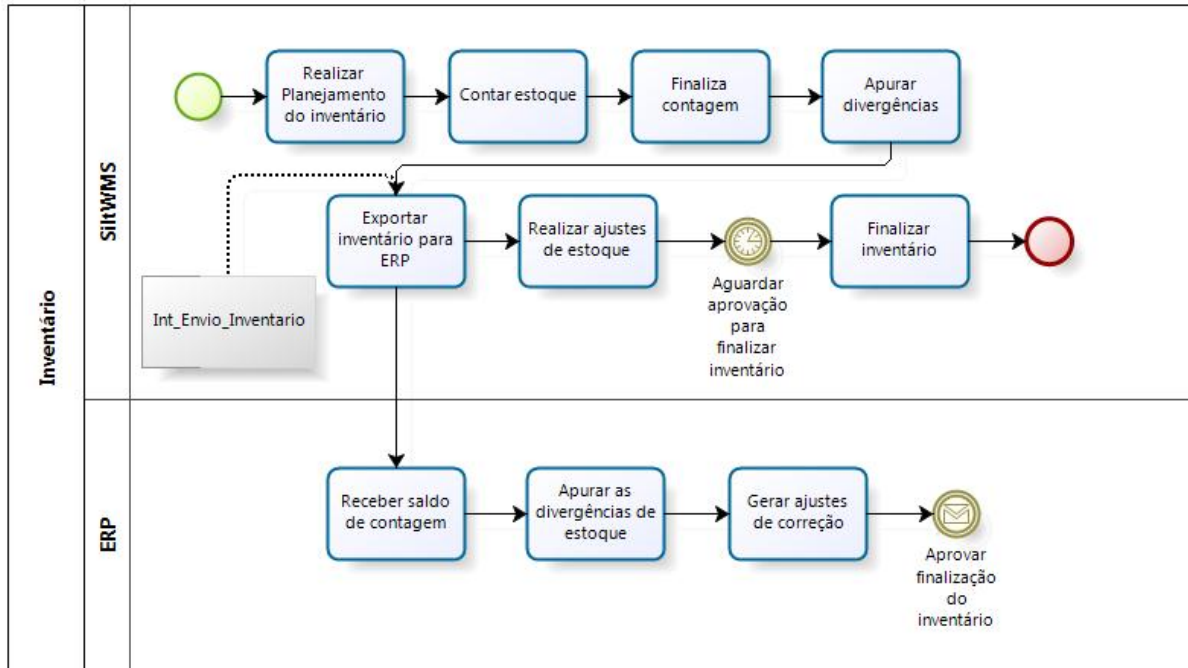 Inventário
SiltWMS
Realizar
Planejamento
do inventário
Contar estoque
Finaliza
contagem
Apurar
divergências
Exportar
inventário para
ERP
Realizar ajustes
de estoque
Aguardar
aprovação
para
finalizar
inventário
Finalizar
inventário
Int_Envio_Inventario
ERP
Receber saldo
de contagem
Apurar as
divergências de
estoque
Gerar ajustes
de correção
Aprovar
finalização
do
inventário